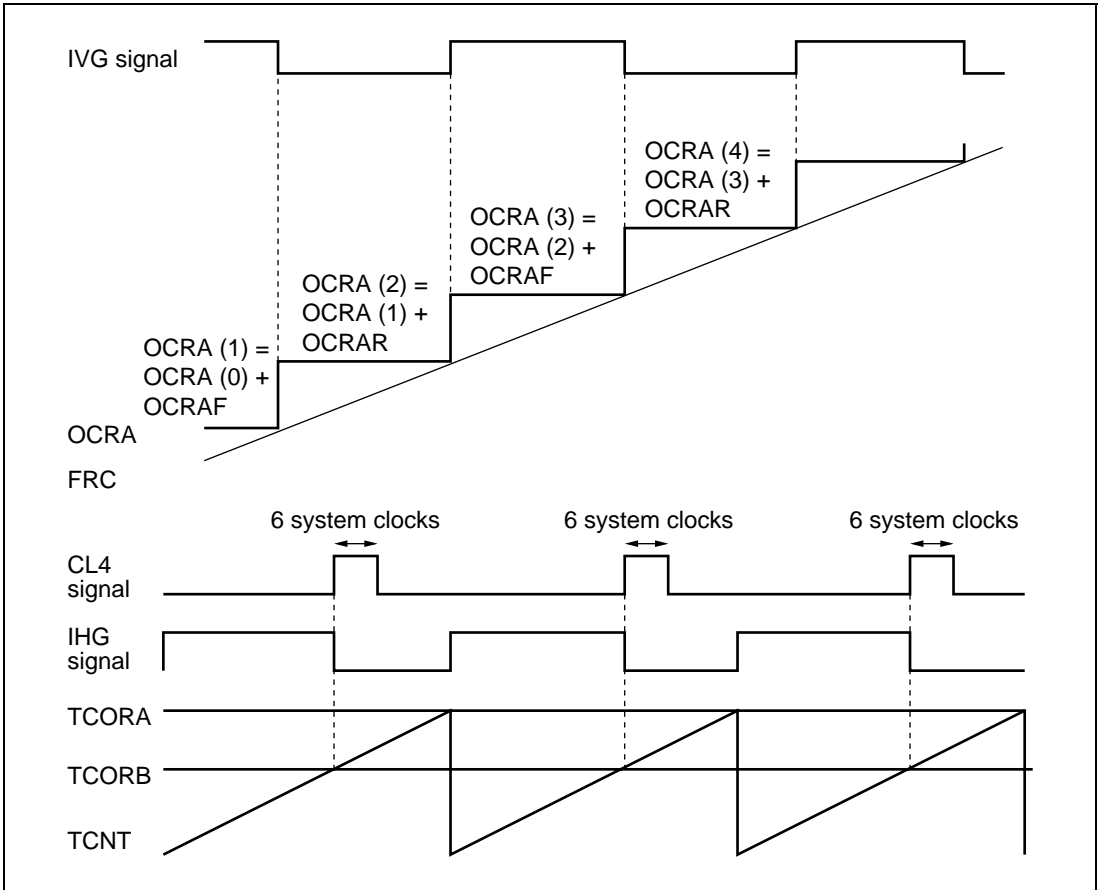 IVG signal
OCRA (4) =
OCRA (3) +
OCRAR
OCRA (3) =
OCRA (2) +
OCRAF
OCRA (2) =
OCRA (1) +
OCRAR
OCRA (1) =
OCRA (0) +
OCRAF
OCRA
FRC
6 system clocks 6 system clocks 6 system clocks
CL4
signal
IHG
signal
TCORA
TCORB
TCNT